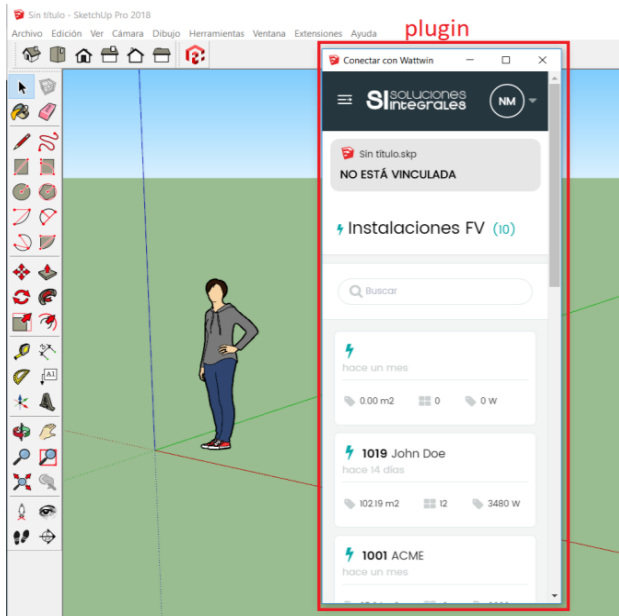 Sin título - SketchUp Pro 2018
Archivo Edición Ver Cámara Dibujo Herramientas Ventana Extensiones Ayuda
plugin
Conectar con Wattwin
SI soluciones integrales
NM
Sin título.skp
NO ESTÁ VINCULADA
Instalaciones FV (10)
Buscar
hace un mes
0.00 m2 0 0 W
1019 John Doe
hace 14 días
102.19 m2 12 3480 W
1001 ACME
hace un mes
A1